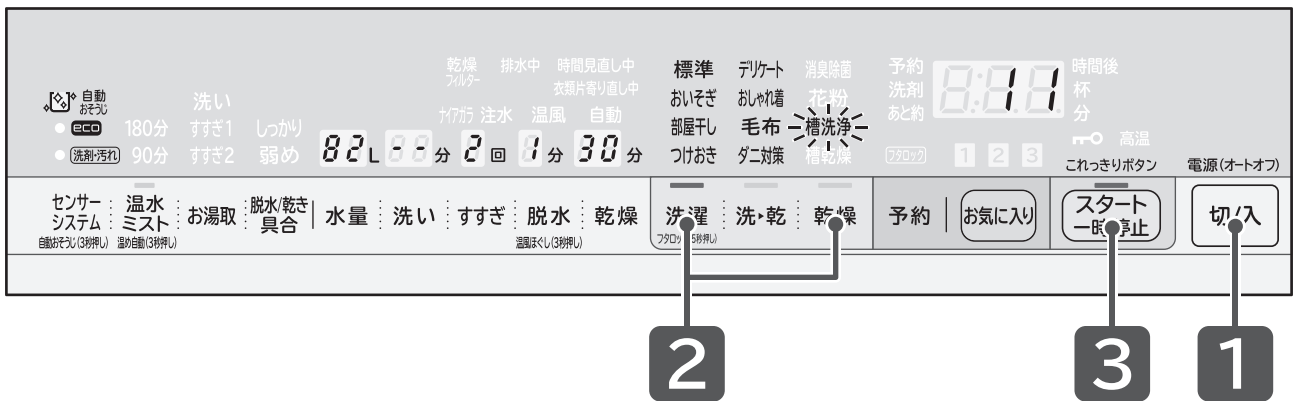 乾燥フィルター 排水中 時間見直し中
衣類片寄り直し中
標準 デリケート 消臭除菌
予約
洗剤
あと約
11
時間後
杯
分
自動おそうじ
洗い
おいそぎ おしゃれ着 花粉
eco 180分 すすぎ1 しっかり
ナイアガラ 注水 温風 自動
部屋干し 毛布 槽洗浄
高温
洗剤・汚れ 90分 すすぎ2 弱め
82L 分 2回 1分 30分
つけおき ダニ対策 槽乾燥
フタロック 1 2 3
これっきりボタン
電源(オートオフ)
センサーシステム 温水ミスト お湯取 脱水/乾き具合 水量 洗い すすぎ 脱水 乾燥 洗濯 洗・乾 乾燥 予約 お気に入り スタート一時停止 切/入
自動おそうじ(3秒押し) 温め自動(3秒押し) 温風ほぐし(3秒押し) フタロック(5秒押し)
2 3 1